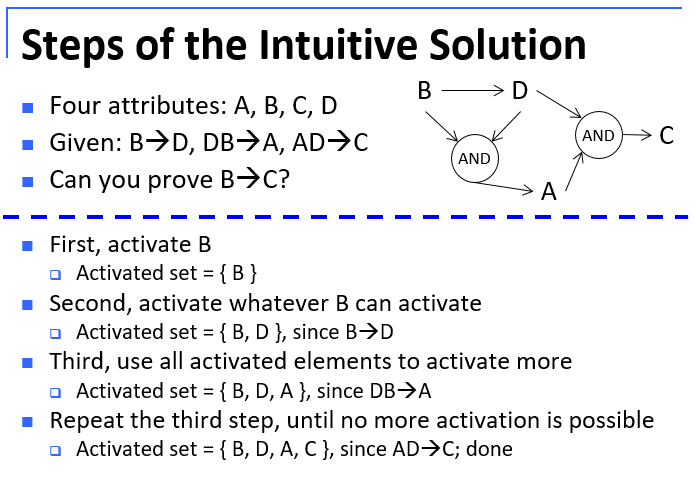 Steps of the Intuitive Solution
Four attributes: A, B, C, D
Given: B→D, DB→A, AD→C
Can you prove B→C?
B
D
AND
AND
C
A
First, activate B
Activated set = { B }
Second, activate whatever B can activate
Activated set = { B, D }, since B→D
Third, use all activated elements to activate more
Activated set = { B, D, A }, since DB→A
Repeat the third step, until no more activation is possible
Activated set = { B, D, A, C }, since AD→C; done